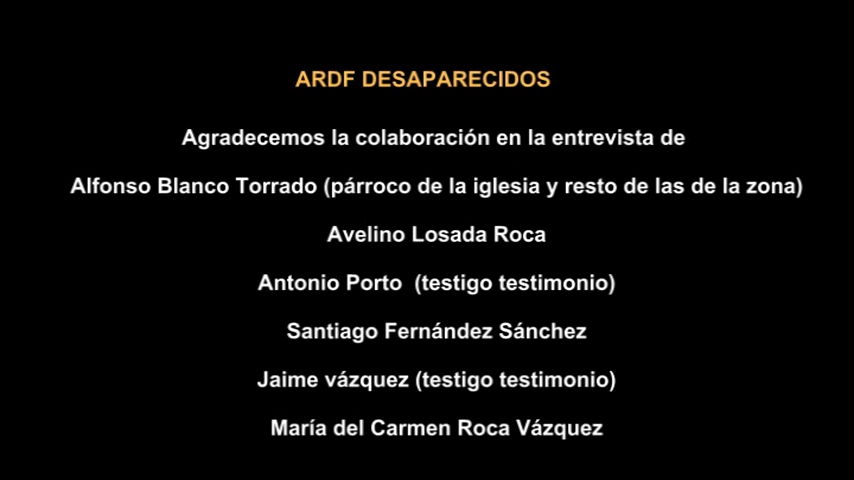 ARDF DESAPARECIDOS
Agradecemos la colaboración en la entrevista de
Alfonso Blanco Torrado (párroco de la iglesia y resto de las de la zona)
Avelino Losada Roca
Antonio Porto  (testigo testimonio)
Santiago Fernández Sánchez
Jaime vázquez (testigo testimonio)
María del Carmen Roca Vázquez